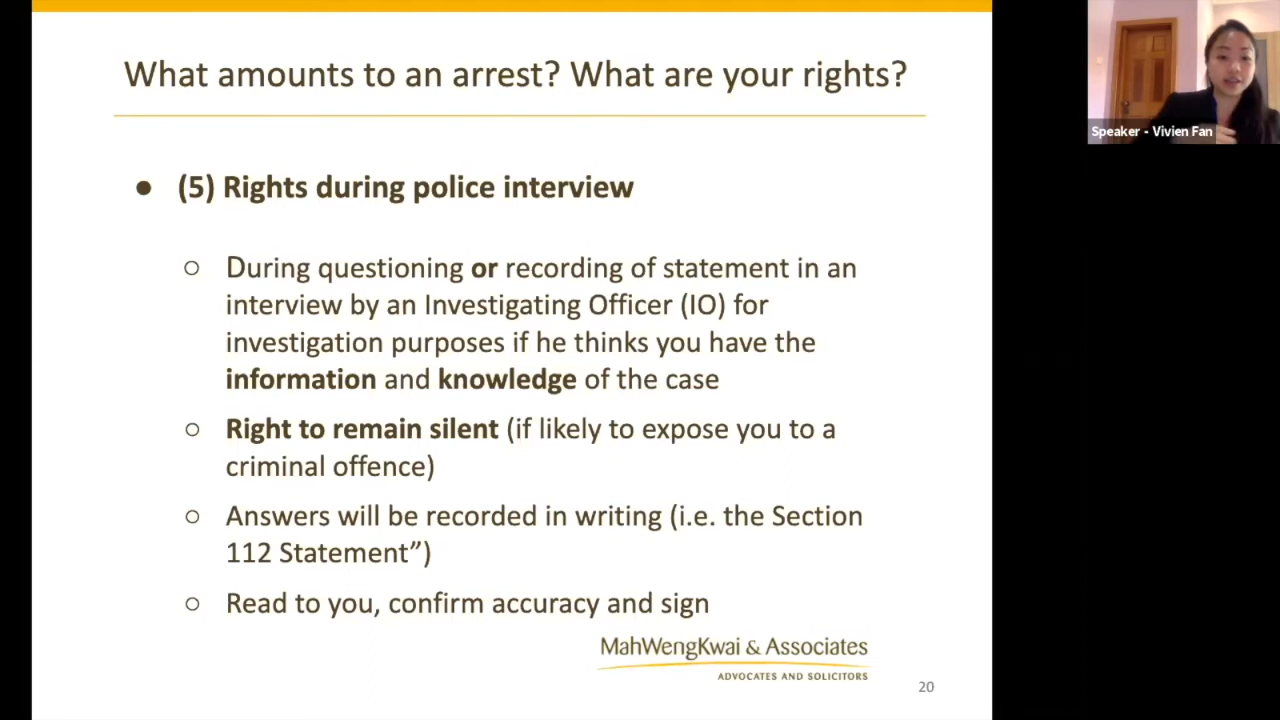 What amounts to an arrest? What are your rights?
Speaker - Vivien Fan
● (5) Rights during police interview
○ During questioning or recording of statement in an
interview by an Investigating Officer (IO) for
investigation purposes if he thinks you have the
information and knowledge of the case
○ Right to remain silent (if likely to expose you to a
criminal offence)
○ Answers will be recorded in writing (i.e. the Section
112 Statement”)
○ Read to you, confirm accuracy and sign
MahWengKwai & Associates
ADVOCATES AND SOLICITORS
20